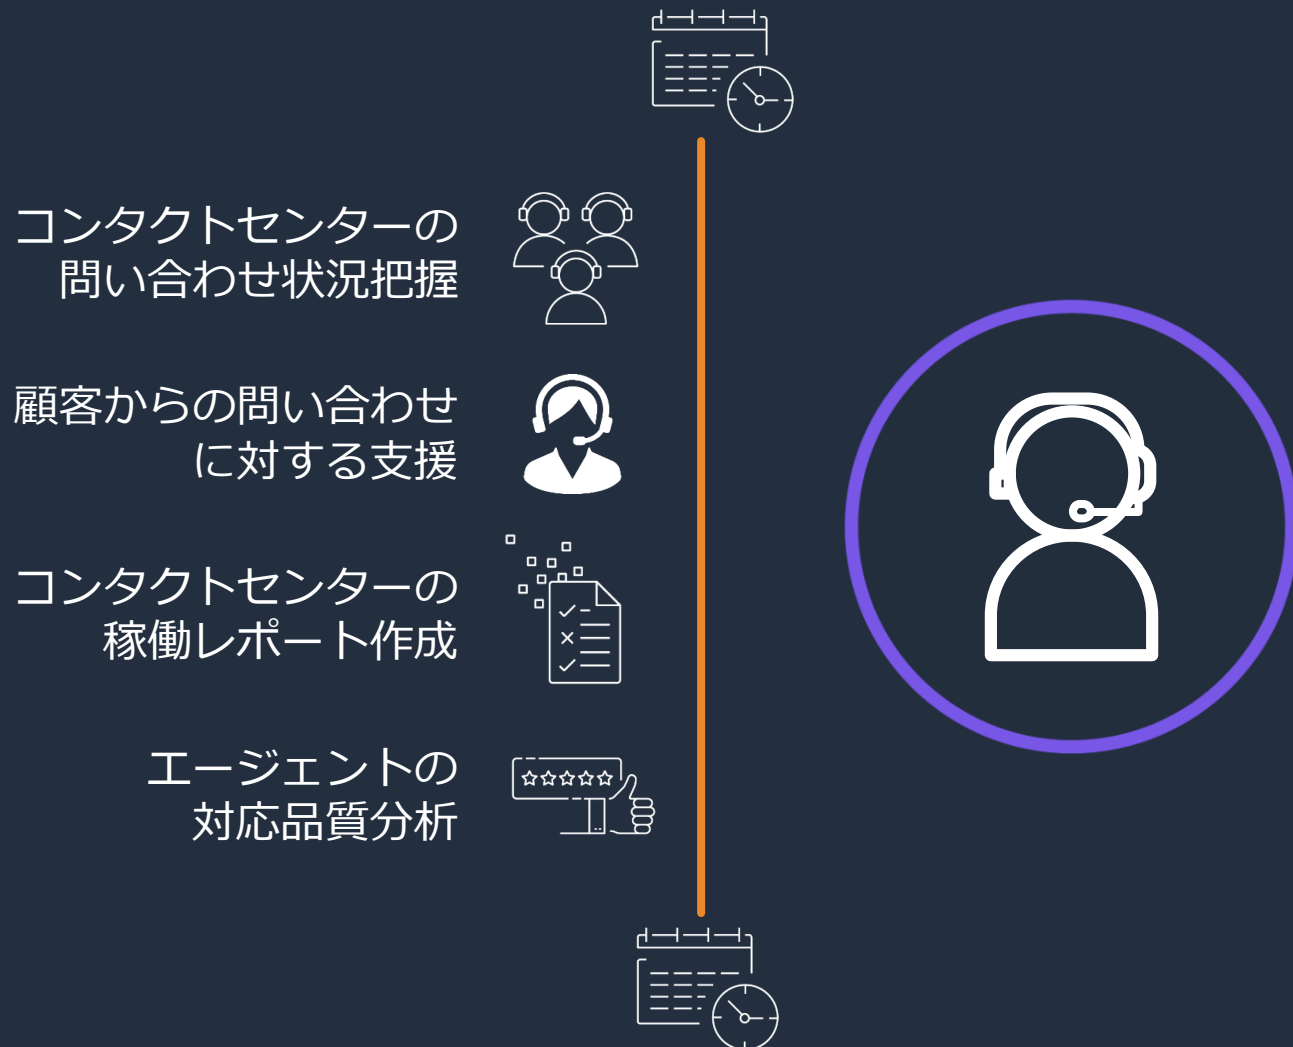 コンタクトセンターの
問い合わせ状況把握
顧客からの問い合わせ
に対する支援
コンタクトセンターの
稼働レポート作成
エージェントの
対応品質分析